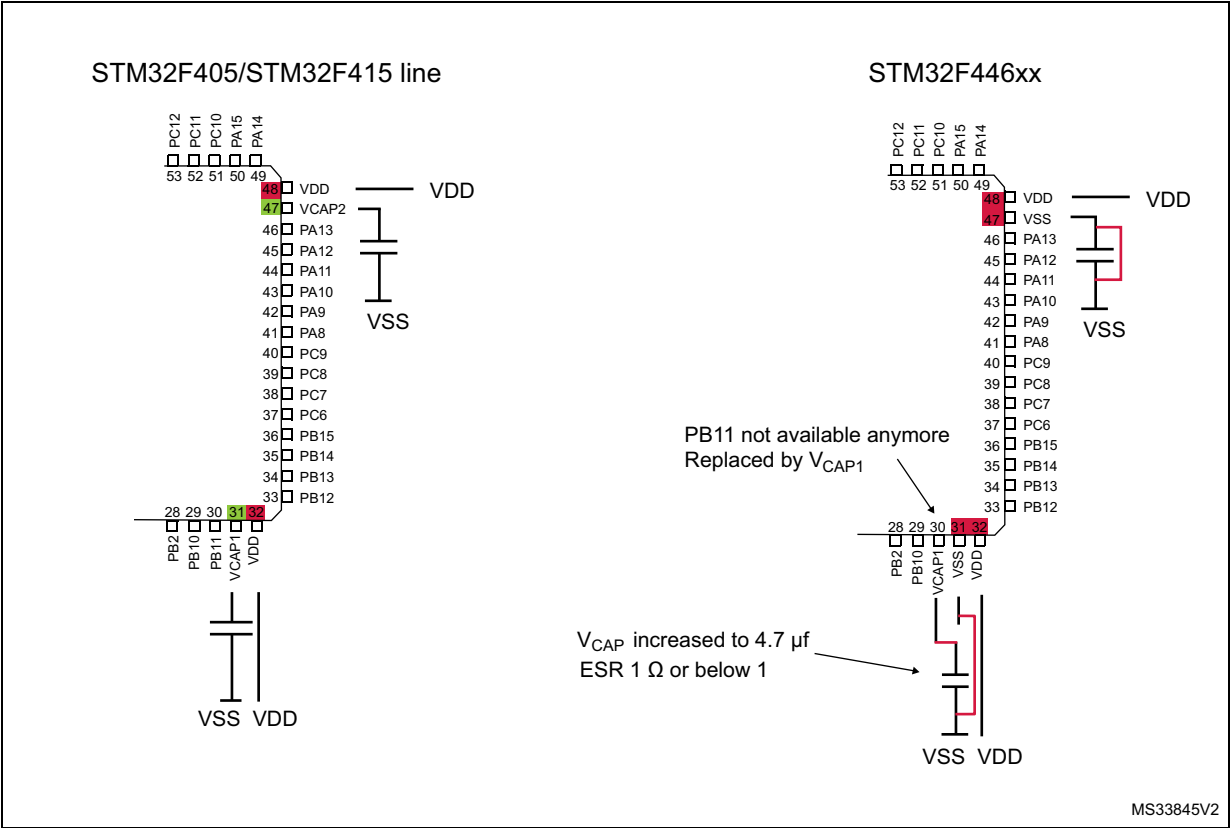 STM32F405/STM32F415 line
PC12
PC11
PC10
PA15
PA14
53 52 51 50 49
48 VDD
VDD
47 VCAP2
46 PA13
45 PA12
44 PA11
43 PA10
42 PA9
41 PA8
40 PC9
39 PC8
38 PC7
37 PC6
36 PB15
35 PB14
34 PB13
33 PB12
VSS
28 29 30 31 32
PB2
PB10
PB11
VCAP1
VDD
VSS VDD
STM32F446xx
PC12
PC11
PC10
PA15
PA14
53 52 51 50 49
48 VDD
VDD
47 VSS
46 PA13
45 PA12
44 PA11
43 PA10
42 PA9
41 PA8
40 PC9
39 PC8
38 PC7
37 PC6
36 PB15
35 PB14
34 PB13
33 PB12
VSS
PB11 not available anymore
Replaced by VCAP1
28 29 30 31 32
PB2
PB10
VCAP1
VSS
VDD
VCAP increased to 4.7 µf
ESR 1 Ω or below 1
VSS VDD
MS33845V2